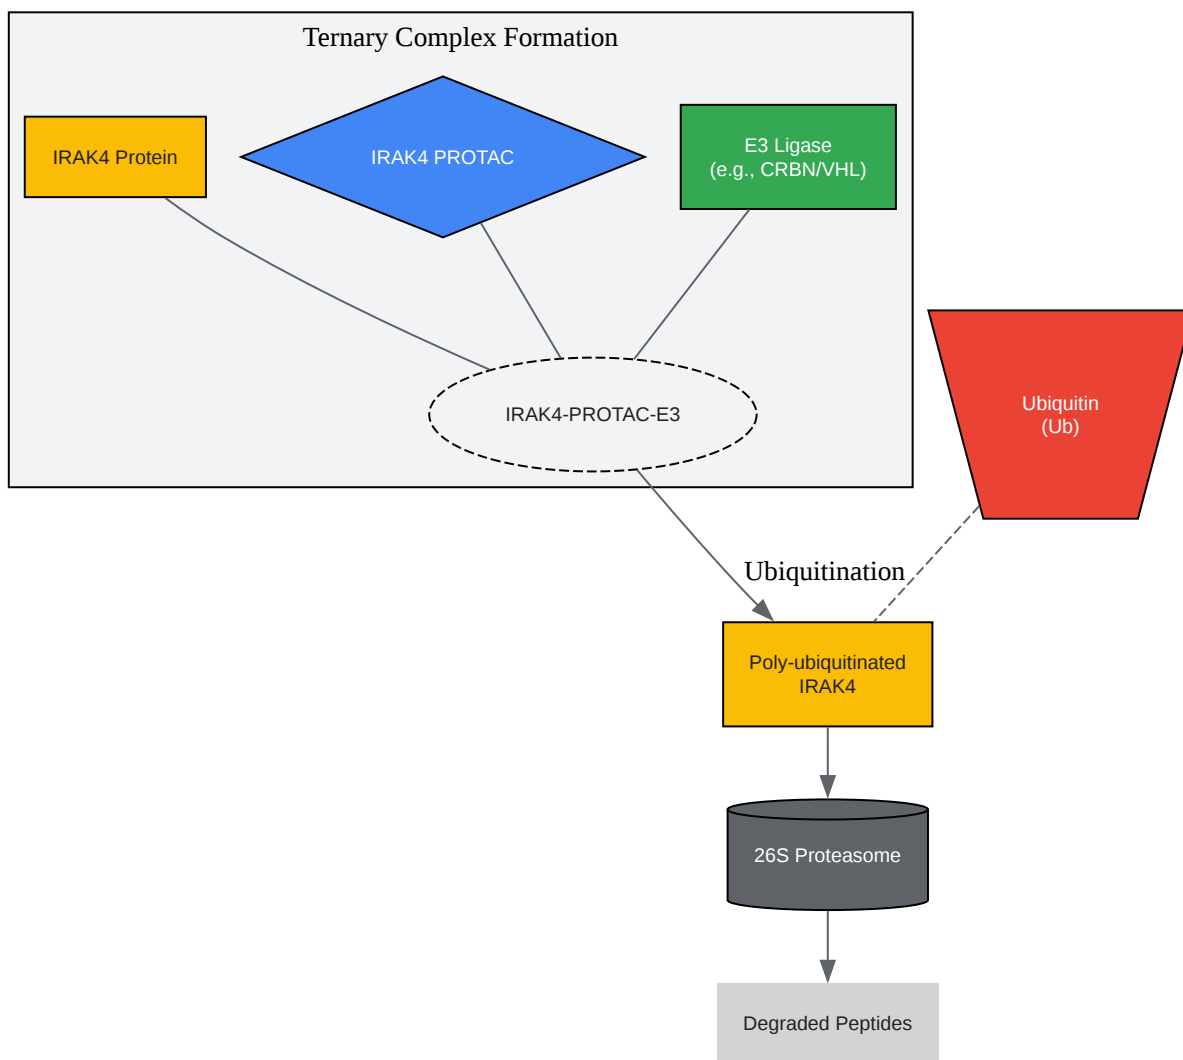 Ternary Complex Formation
IRAK4 Protein
IRAK4 PROTAC
E3 Ligase
(e.g., CRBN/VHL)
IRAK4-PROTAC-E3
Ubiquitin
(Ub)
Ubiquitination
Poly-ubiquitinated
IRAK4
26S Proteasome
Degraded Peptides